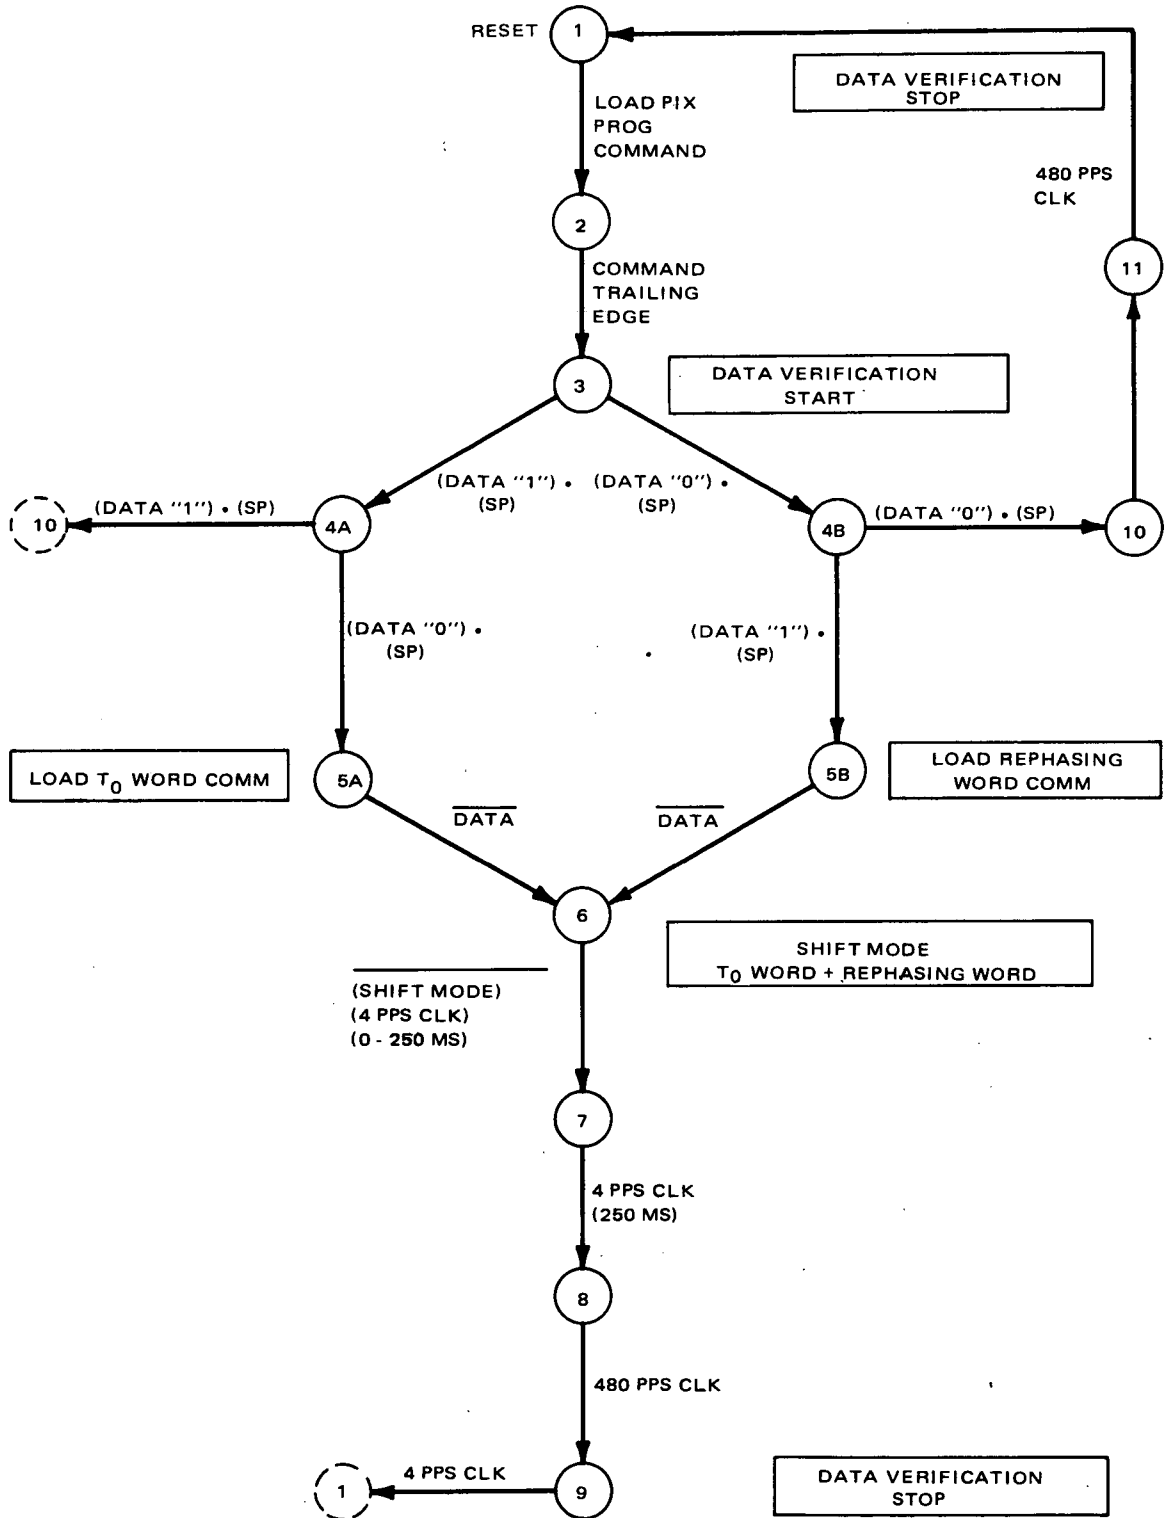 RESET
1
DATA VERIFICATION
STOP
LOAD PIX
PROG
COMMAND
480 PPS
CLK
2
11
COMMAND
TRAILING
EDGE
3
DATA VERIFICATION
START
(DATA "1") •
(SP)
(DATA "0") •
(SP)
10
(DATA "1") • (SP)
4A
4B
(DATA "0") • (SP)
10
(DATA "0") •
(SP)
(DATA "1") •
(SP)
LOAD T0 WORD COMM
5A
5B
LOAD REPHASING
WORD COMM
DATA
DATA
6
SHIFT MODE
T0 WORD + REPHASING WORD
(SHIFT MODE)
(4 PPS CLK)
(0 - 250 MS)
7
4 PPS CLK
(250 MS)
8
480 PPS CLK
1
4 PPS CLK
9
DATA VERIFICATION
STOP